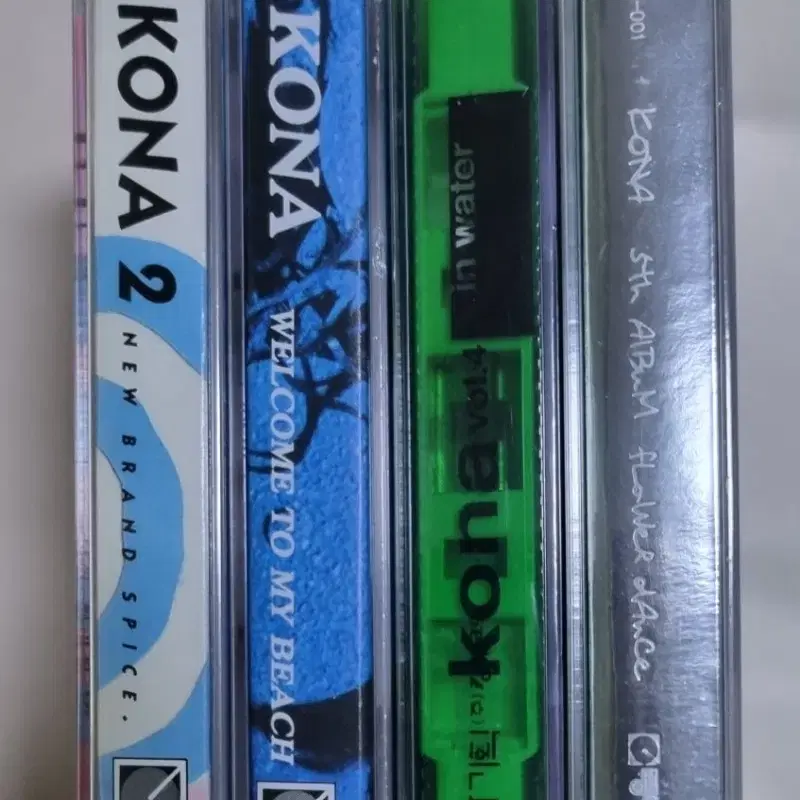 KONA 2 NEW BRAND SPICE.
KONA WELCOME TO MY BEACH
in water
kona vol.4
-001 . KONA 5th AlBuM flOWeR dAnce